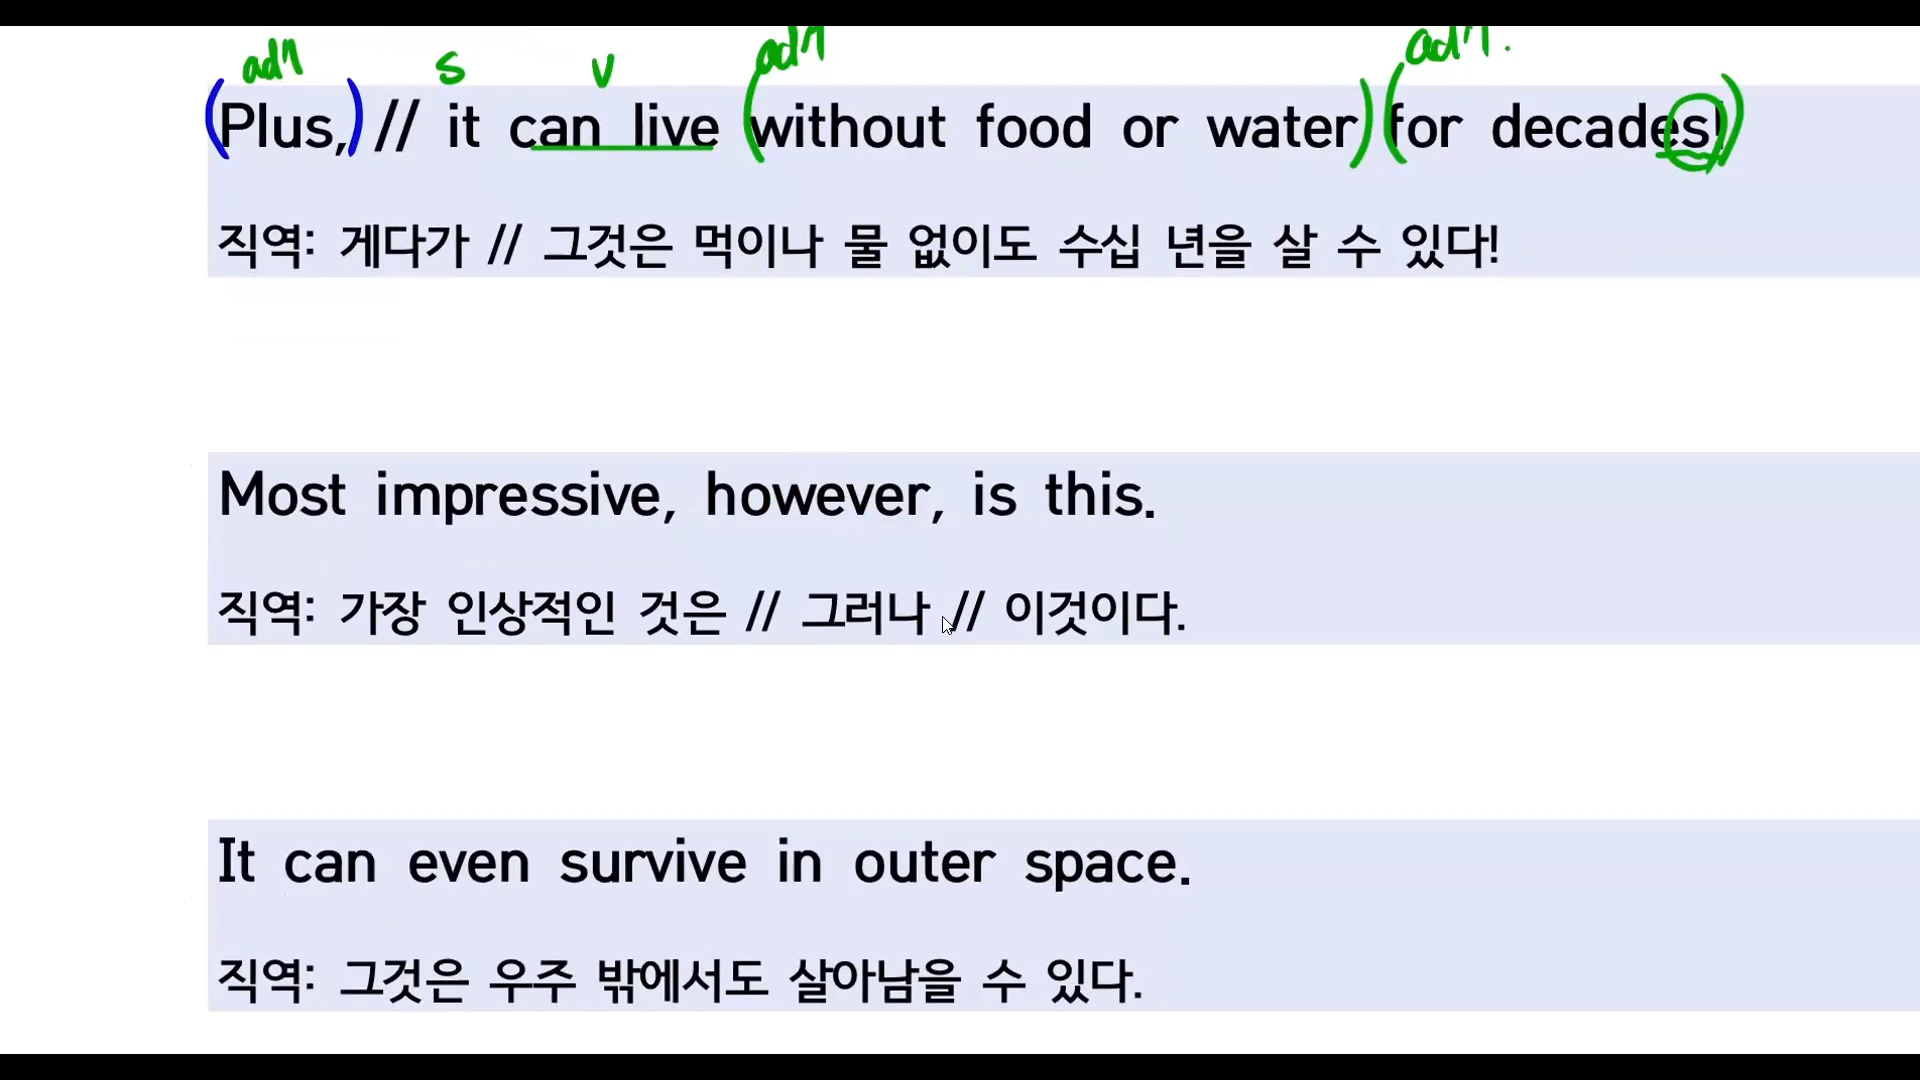 adv s v adv adv.
(Plus,) // it can live (without food or water) (for decades!)
직역: 게다가 // 그것은 먹이나 물 없이도 수십 년을 살 수 있다!
Most impressive, however, is this.
직역: 가장 인상적인 것은 // 그러나 // 이것이다.
It can even survive in outer space.
직역: 그것은 우주 밖에서도 살아남을 수 있다.